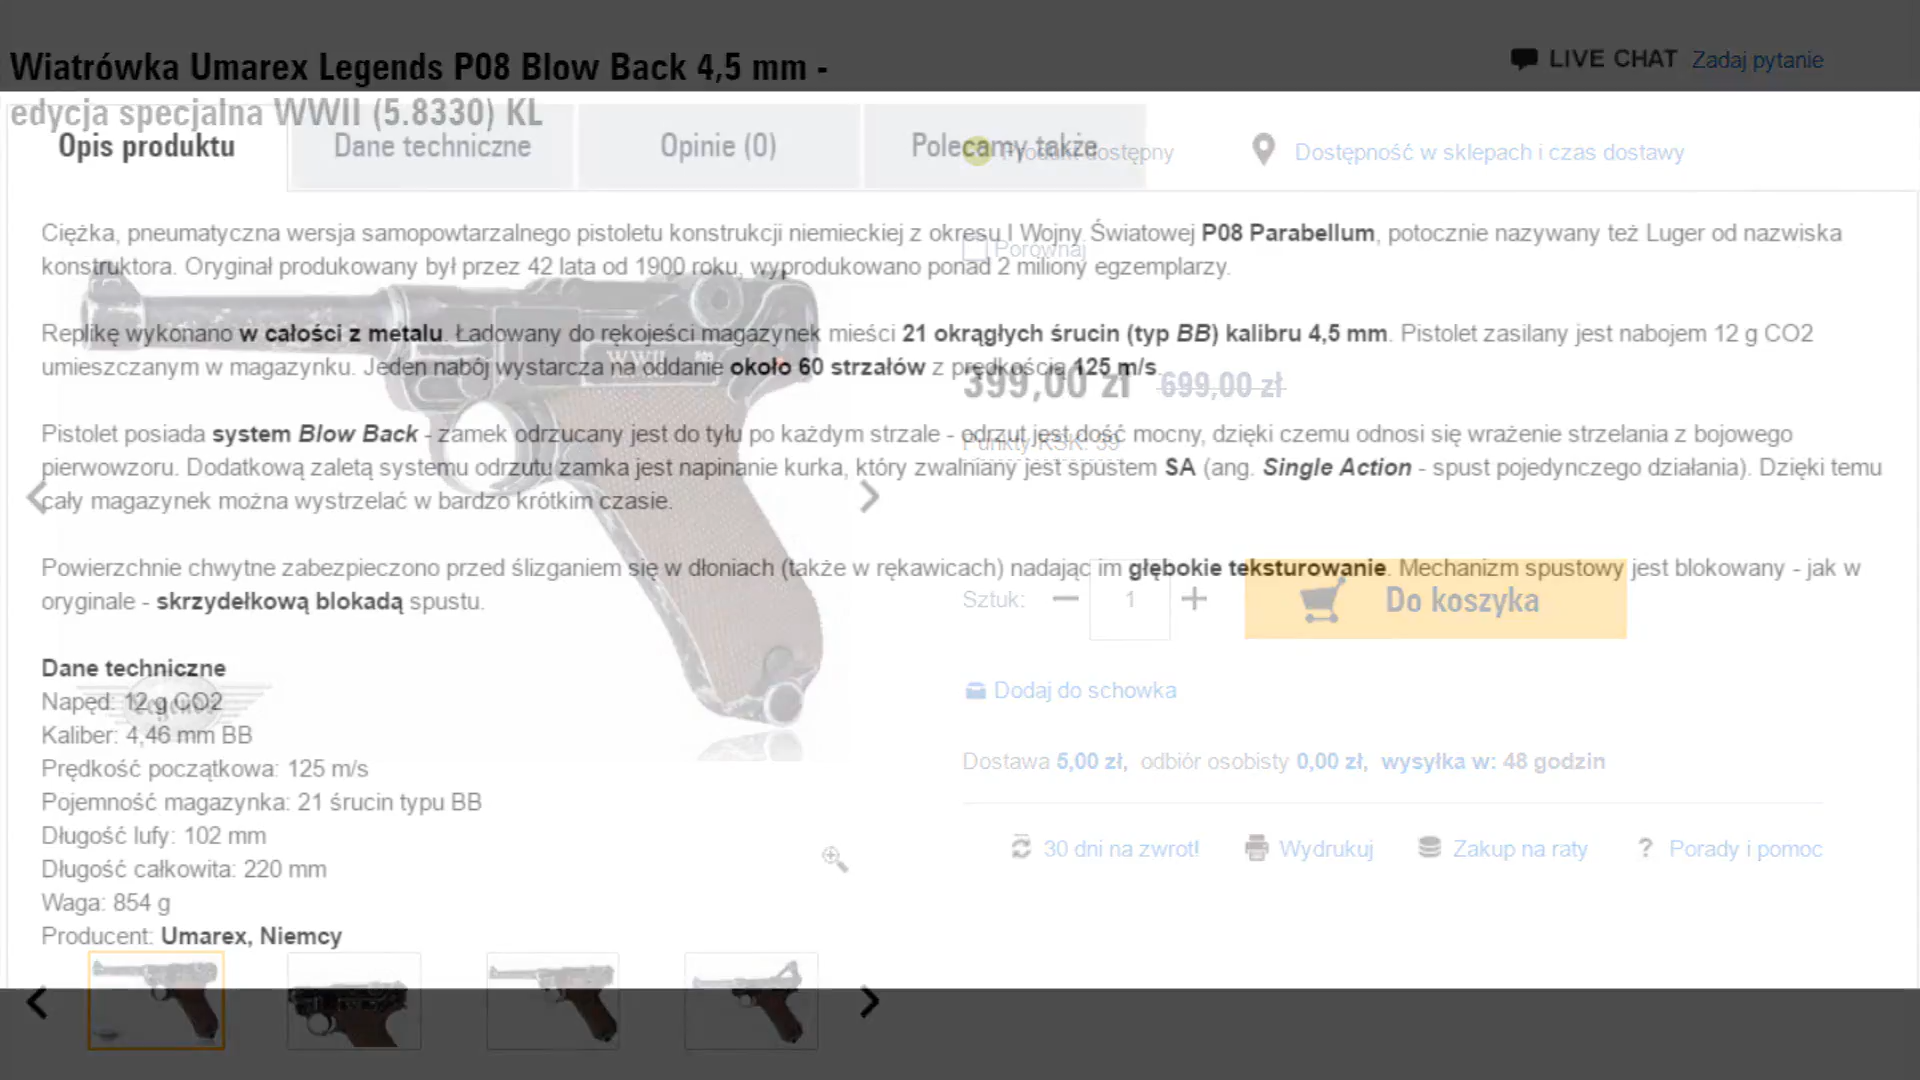 Wiatrówka Umarex Legends P08 Blow Back 4,5 mm -
edycja specjalna WWII (5.8330) KL
LIVE CHAT Zadaj pytanie
Opis produktu
Dane techniczne
Opinie (0)
Polecamy także
Produkt dostępny
Dostępność w sklepach i czas dostawy
Porównaj
Ciężka, pneumatyczna wersja samopowtarzalnego pistoletu konstrukcji niemieckiej z okresu I Wojny Światowej P08 Parabellum, potocznie nazywany też Luger od nazwiska
konstruktora. Oryginał produkowany był przez 42 lata od 1900 roku, wyprodukowano ponad 2 miliony egzemplarzy.
Replikę wykonano w całości z metalu. Ładowany do rękojeści magazynek mieści 21 okrągłych śrucin (typ BB) kalibru 4,5 mm. Pistolet zasilany jest nabojem 12 g CO2
umieszczanym w magazynku. Jeden nabój wystarcza na oddanie około 60 strzałów z prędkością 125 m/s.
WWII P08
399,00 zł 699,00 zł
Punkty KSK: 39
Pistolet posiada system Blow Back - zamek odrzucany jest do tyłu po każdym strzale - odrzut jest dość mocny, dzięki czemu odnosi się wrażenie strzelania z bojowego
pierwowzoru. Dodatkową zaletą systemu odrzutu zamka jest napinanie kurka, który zwalniany jest spustem SA (ang. Single Action - spust pojedynczego działania). Dzięki temu
cały magazynek można wystrzelać w bardzo krótkim czasie.
Powierzchnie chwytne zabezpieczono przed ślizganiem się w dłoniach (także w rękawicach) nadając im głębokie teksturowanie. Mechanizm spustowy jest blokowany - jak w
oryginale - skrzydełkową blokadą spustu.
Sztuk: 1
Do koszyka
Dodaj do schowka
Dostawa 5,00 zł, odbiór osobisty 0,00 zł, wysyłka w: 48 godzin
30 dni na zwrot!
Wydrukuj
Zakup na raty
? Porady i pomoc
Dane techniczne
Napęd: 12 g CO2
Kaliber: 4,46 mm BB
Prędkość początkowa: 125 m/s
Pojemność magazynka: 21 śrucin typu BB
Długość lufy: 102 mm
Długość całkowita: 220 mm
Waga: 854 g
Producent: Umarex, Niemcy